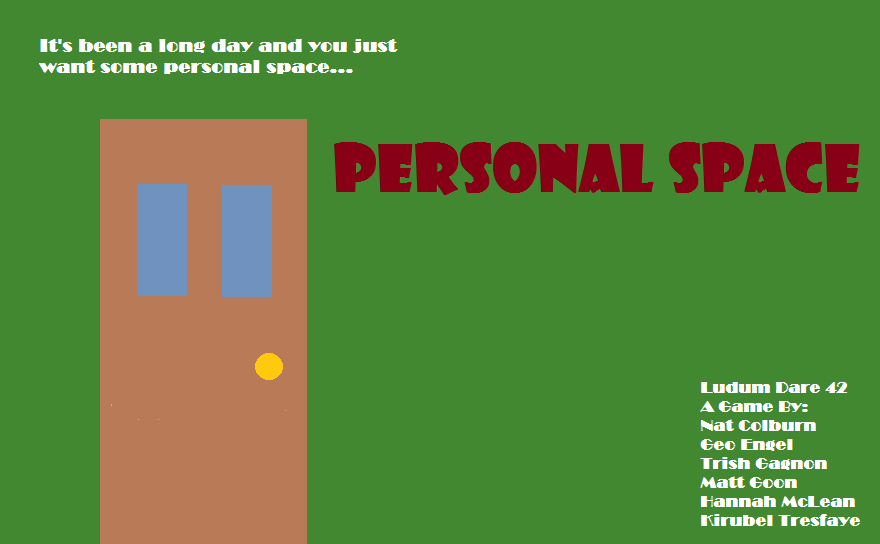 It's been a long day and you just
want some personal space...
PERSONAL SPACE
Ludum Dare 42
A Game By:
Nat Colburn
Geo Engel
Trish Gagnon
Matt Goon
Hannah McLean
Kirubel Tresfaye